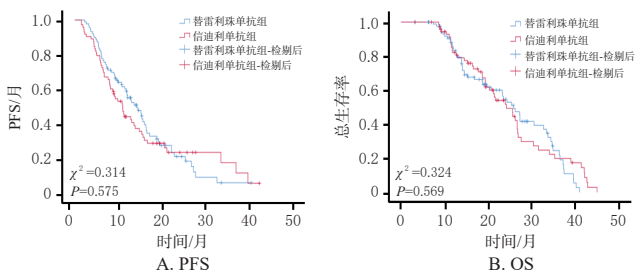 替雷利珠单抗组
信迪利单抗组
替雷利珠单抗组-检剔后
信迪利单抗组-检剔后
PFS/月
1.0
0.8
0.6
0.4
0.2
0
χ²=0.314
P=0.575
0 10 20 30 40 50
时间/月
A. PFS
替雷利珠单抗组
信迪利单抗组
替雷利珠单抗组-检剔后
信迪利单抗组-检剔后
总生存率
1.0
0.8
0.6
0.4
0.2
0
χ²=0.324
P=0.569
0 10 20 30 40 50
时间/月
B. OS